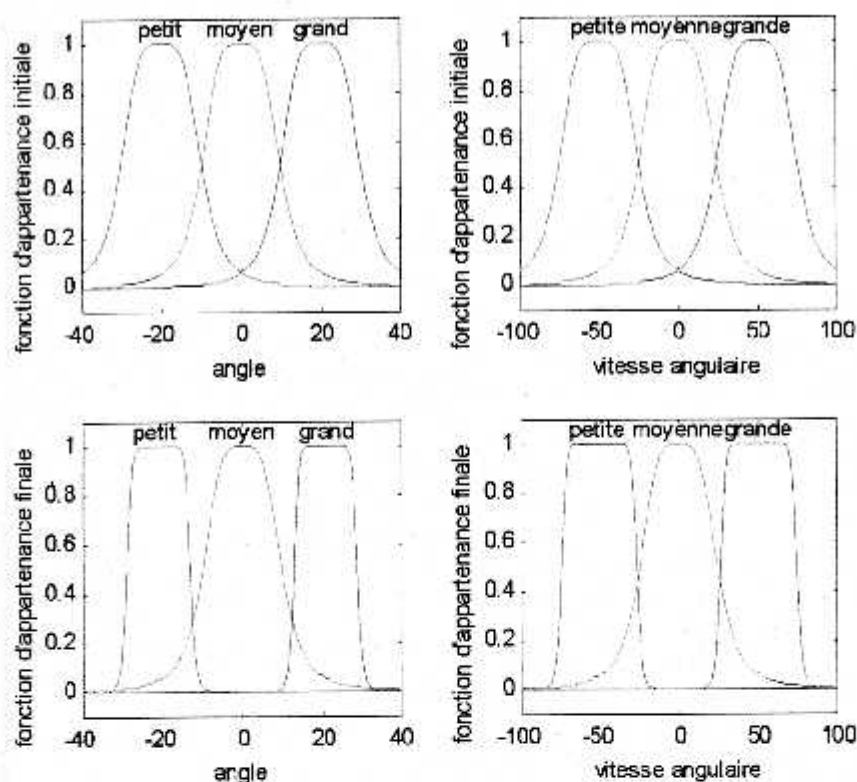 fonction d'appartenance initiale
petit moyen grand
1
0.8
0.6
0.4
0.2
0
-40 -20 0 20 40
angle
fonction d'appartenance initiale
petite moyennegrande
1
0.8
0.6
0.4
0.2
0
-100 -50 0 50 100
vitesse angulaire
fonction d'appartenance finale
petit moyen grand
1
0.8
0.6
0.4
0.2
0
-40 -20 0 20 40
angle
fonction d'appartenance finale
petite moyennegrande
1
0.8
0.6
0.4
0.2
0
-100 -50 0 50 100
vitesse angulaire